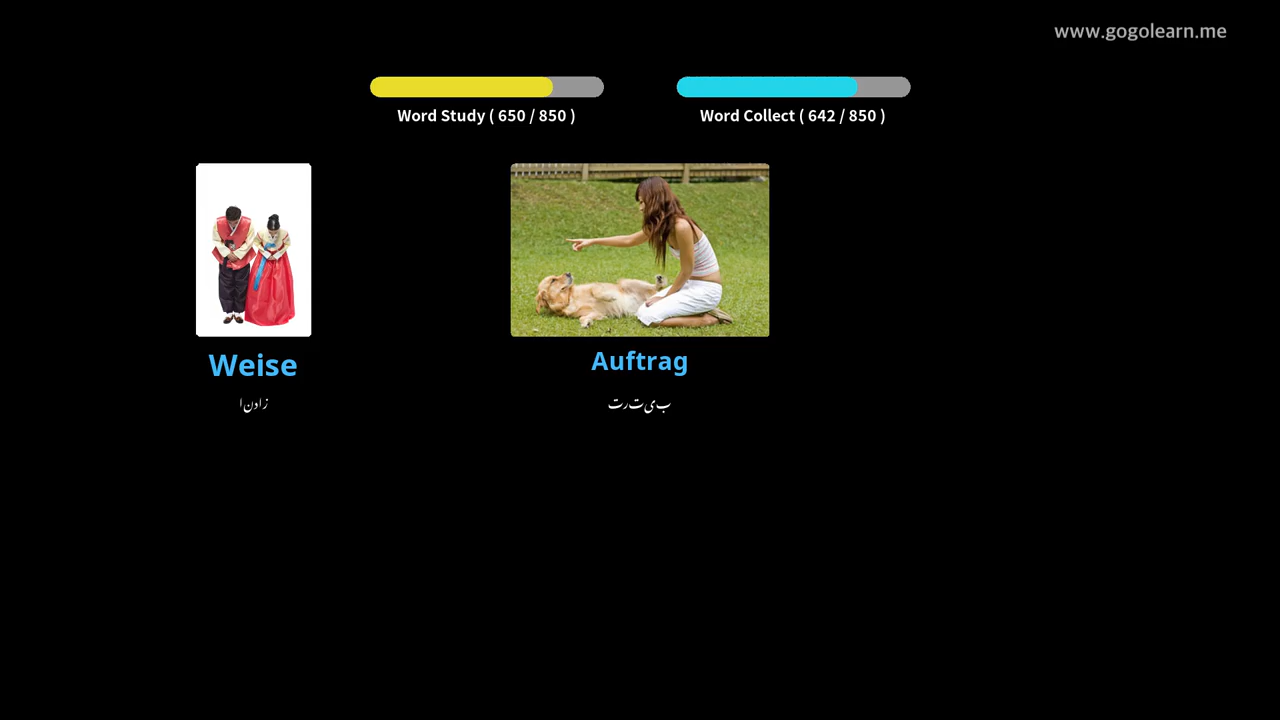 www.gogolearn.me
Word Study ( 650 / 850 )
Word Collect ( 642 / 850 )
Weise
زادنا
Auftrag
بیترت